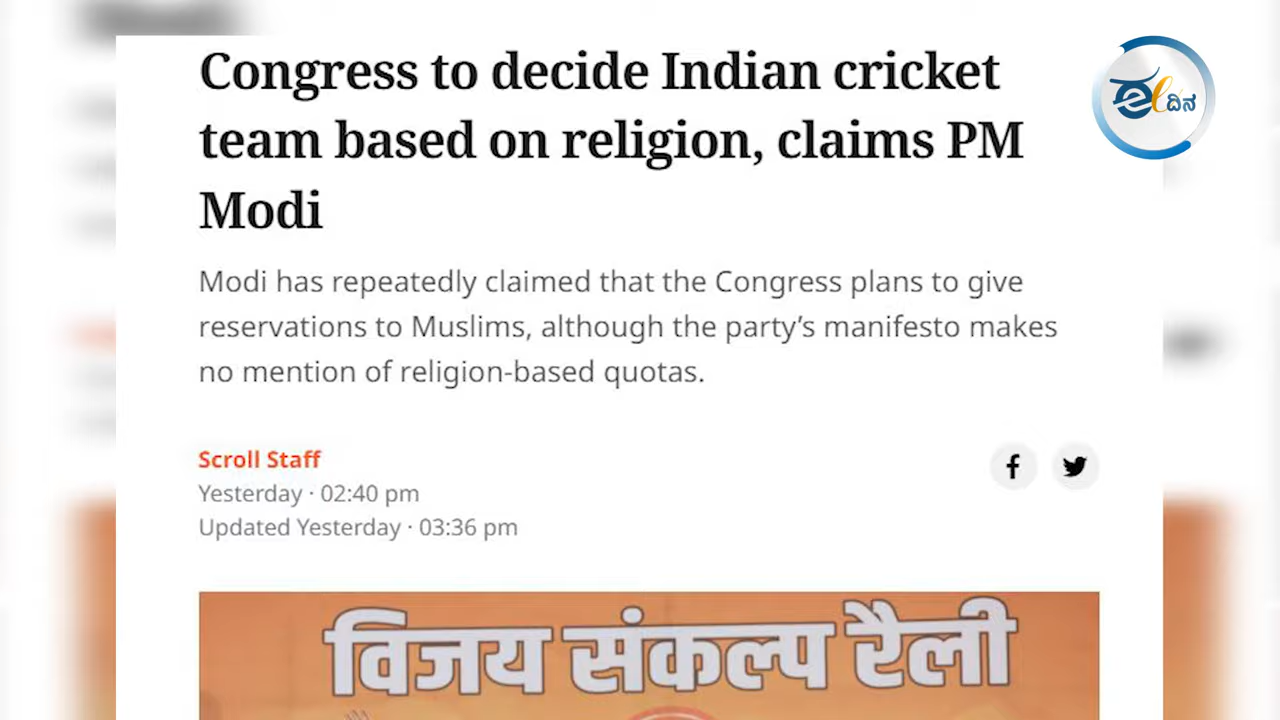 Congress to decide Indian cricket
team based on religion, claims PM
Modi
Modi has repeatedly claimed that the Congress plans to give
reservations to Muslims, although the party's manifesto makes
no mention of religion-based quotas.
Scroll Staff
Yesterday · 02:40 pm
Updated Yesterday · 03:36 pm
विजय संकल्प रैली
ದಿನ